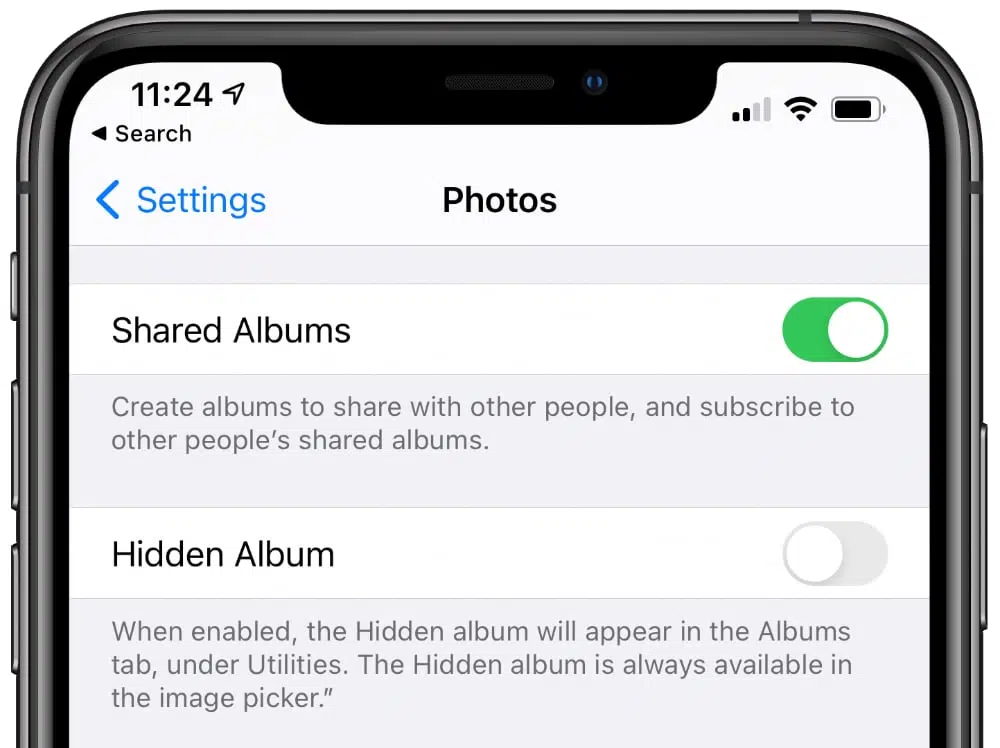 11:24
◀ Search
Settings
Photos
Shared Albums
Create albums to share with other people, and subscribe to
other people’s shared albums.
Hidden Album
When enabled, the Hidden album will appear in the Albums
tab, under Utilities. The Hidden album is always available in
the image picker.”